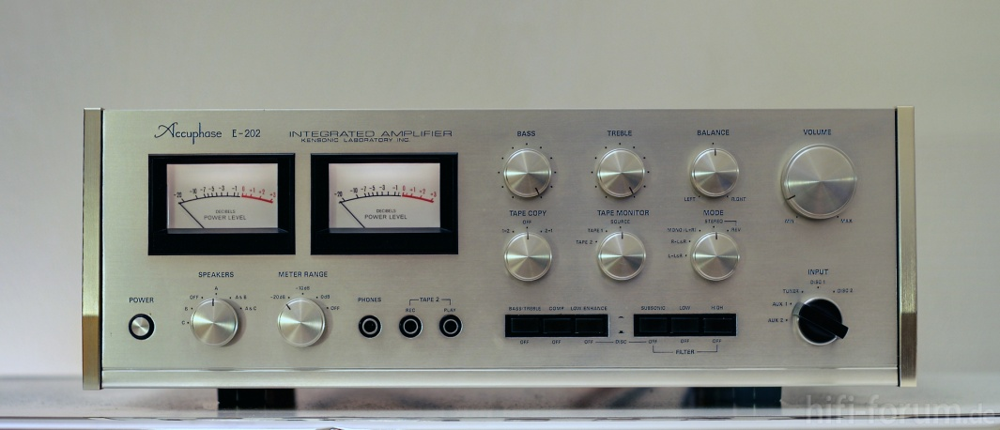 Accuphase E-202 INTEGRATED AMPLIFIER
KENSONIC LABORATORY INC.
BASS TREBLE BALANCE VOLUME
-20 -10 -7 -5 -3 -1 0 +1 +2 +3
DECIBELS
POWER LEVEL
-20 -10 -7 -5 -3 -1 0 +1 +2 +3
DECIBELS
POWER LEVEL
LEFT RIGHT
MIN MAX
TAPE COPY TAPE MONITOR MODE
OFF SOURCE STEREO
1→2 2→1 TAPE 1 MONO(L+R) REV
TAPE 2 R→L&R
L→L&R
SPEAKERS METER RANGE
A -10dB
OFF A&B -20dB 0dB
B A&C OFF
C
POWER
PHONES TAPE 2
REC PLAY
BASS-TREBLE COMP LOW ENHANCE SUBSONIC LOW HIGH
OFF OFF OFF DISC OFF OFF OFF
FILTER
INPUT
DISC 1
TUNER DISC 2
AUX 1
AUX 2
hifi-forum.de